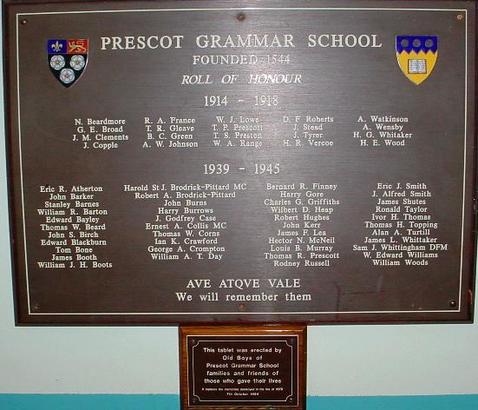 PRESCOT GRAMMAR SCHOOL
FOUNDED 1544
ROLL OF HONOUR
1914 - 1918
N. Beardmore
G. E. Broad
J. M. Clements
J. Copple
R. A. France
T. R. Gleave
B. C. Green
A. W. Johnson
W. J. Lowe
T. P. Prescott
T. S. Preston
W. A. Range
D. F. Roberts
J. Stead
J. Tyrer
H. R. Vercoe
A. Watkinson
A. Wensby
H. G. Whitaker
H. E. Wood
1939 - 1945
Eric R. Atherton
John Barker
Stanley Barnes
William R. Barton
Edward Bayley
Thomas W. Beard
John S. Birch
Edward Blackburn
Tom Bone
James Booth
William J. H. Boots
Harold St J. Brodrick-Pittard MC
Robert A. Brodrick-Pittard
John Burns
Harry Burrows
J. Godfrey Case
Ernest A. Collis MC
Thomas W. Corns
Ian K. Crawford
George A. Crompton
William A. T. Day
Bernard R. Finney
Harry Gore
Charles G. Griffiths
Wilbert D. Heap
Robert Hughes
John Kerr
James F. Lea
Hector N. McNeil
Louis B. Murray
Thomas R. Prescott
Rodney Russell
Eric J. Smith
J. Alfred Smith
James Shutes
Ronald Taylor
Ivor H. Thomas
Thomas H. Topping
Alan A. Turtill
James L. Whittaker
Sam J. Whittingham DFM
W. Edward Williams
William Woods
AVE ATQVE VALE
We will remember them
This tablet was erected by
Old Boys of
Prescot Grammar School
families and friends of
those who gave their lives